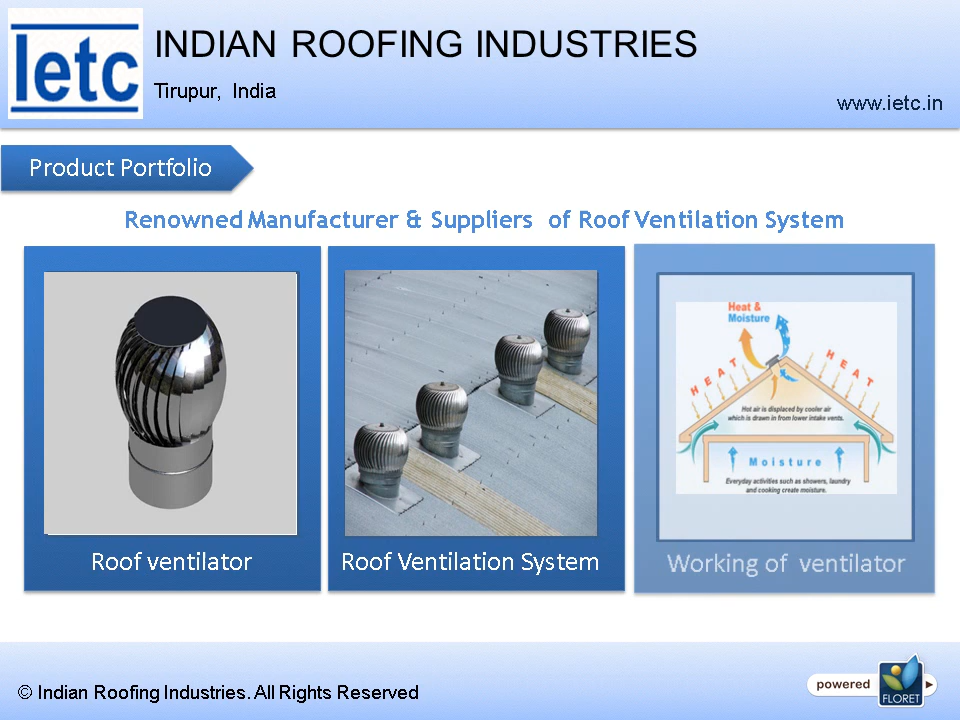 Ietc
INDIAN ROOFING INDUSTRIES
Tirupur, India
www.ietc.in
Product Portfolio
Renowned Manufacturer & Suppliers of Roof Ventilation System
Heat &
Moisture
HEAT
HEAT
Hot air is displaced by cooler air
which is drawn in from lower intake vents.
Moisture
Everyday activities such as showers, laundry
and cooking create moisture.
Roof ventilator
Roof Ventilation System
Working of ventilator
© Indian Roofing Industries. All Rights Reserved
powered
FLORET